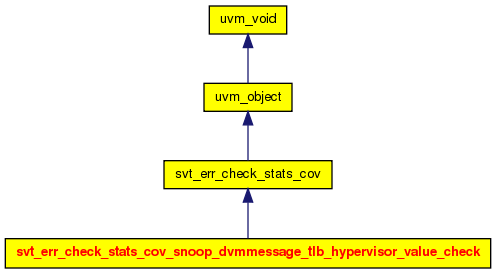 uvm_void
uvm_object
svt_err_check_stats_cov
svt_err_check_stats_cov_snoop_dvmmessage_tlb_hypervisor_value_check